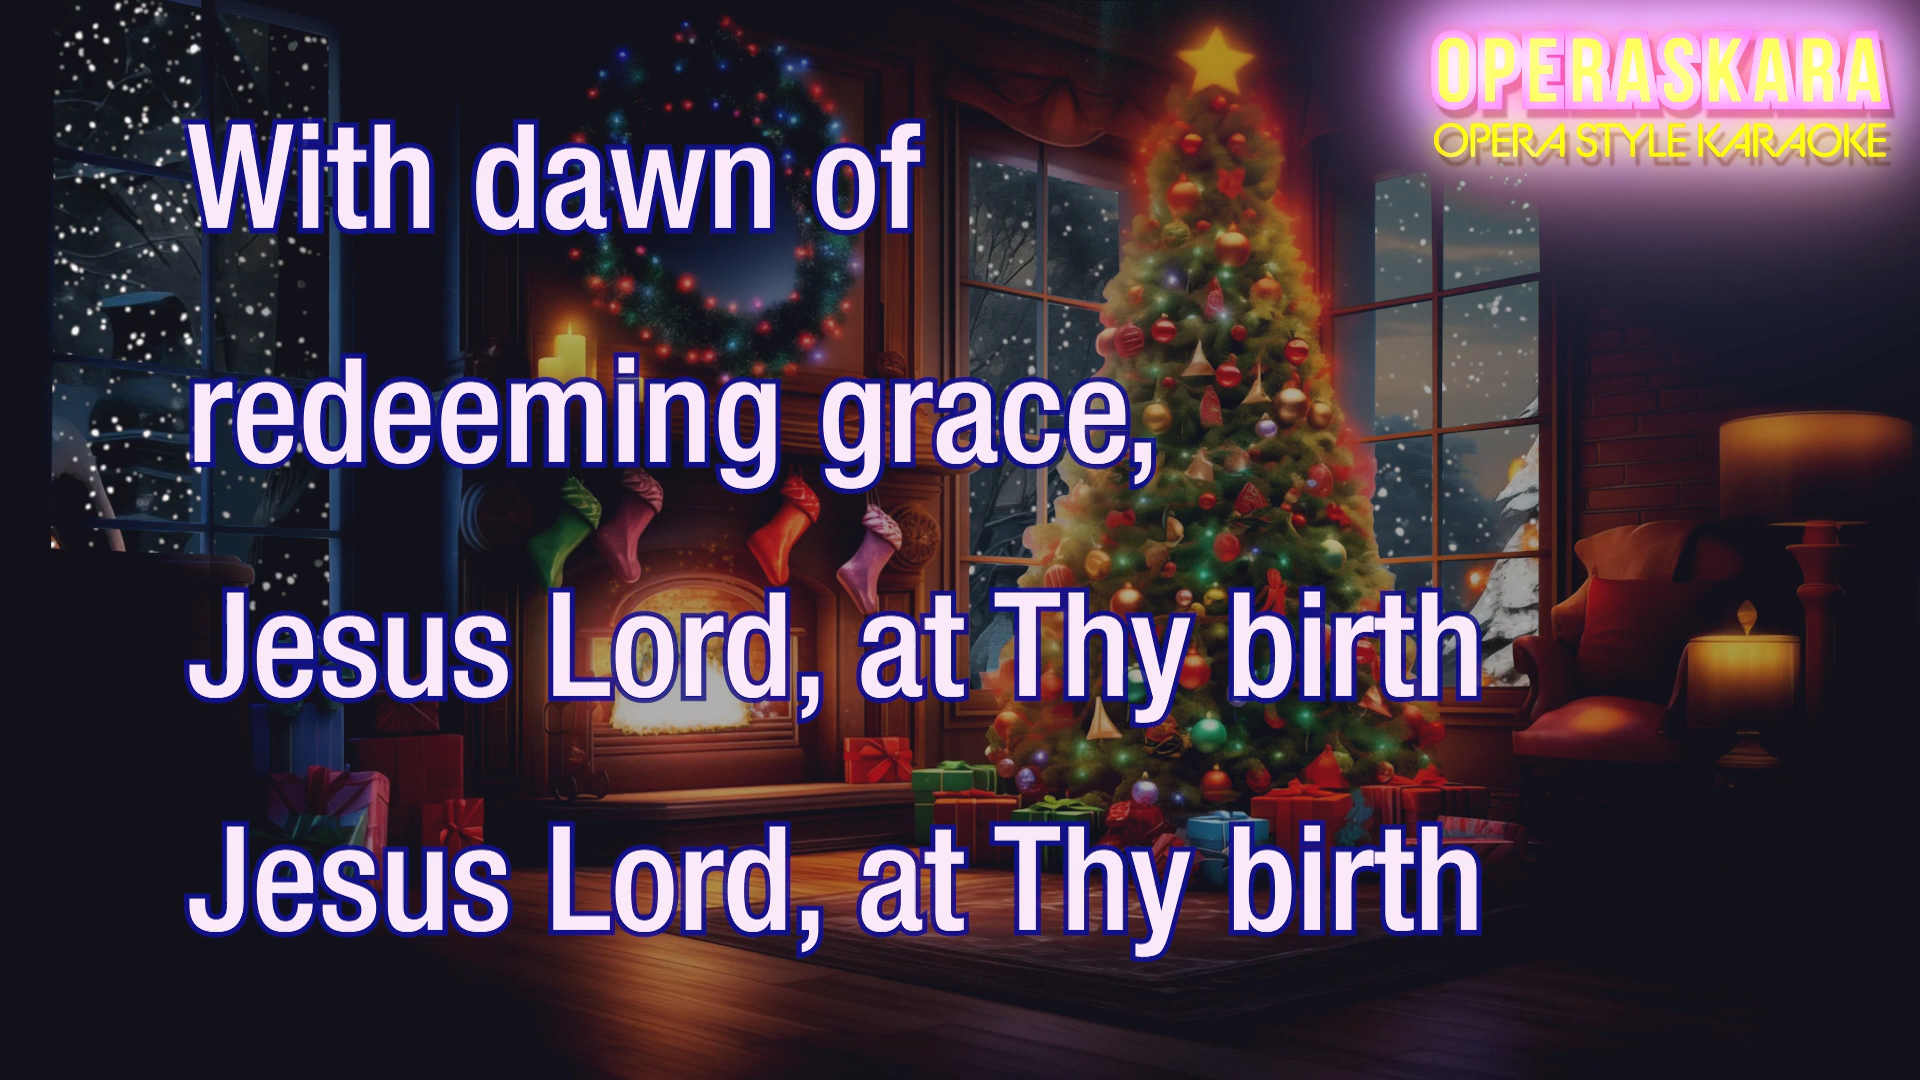 OPERASKARA
OPERA STYLE KARAOKE
With dawn of
redeeming grace,
Jesus Lord, at Thy birth
Jesus Lord, at Thy birth